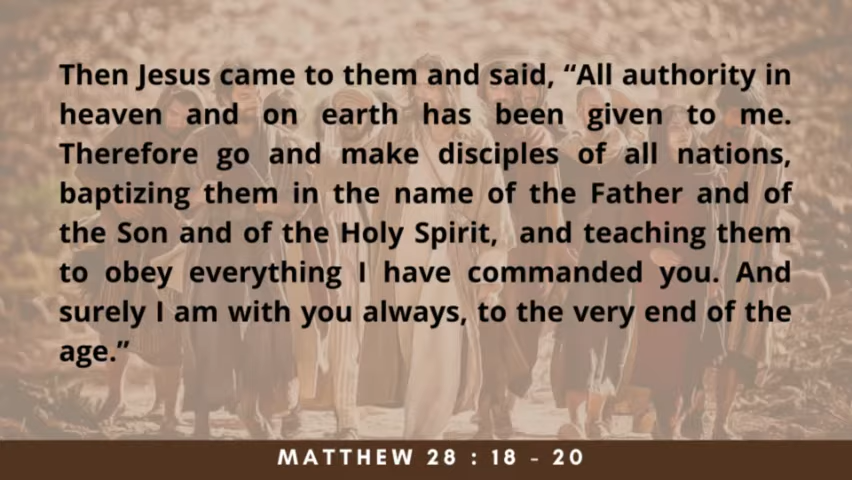 Then Jesus came to them and said, “All authority in
heaven and on earth has been given to me.
Therefore go and make disciples of all nations,
baptizing them in the name of the Father and of
the Son and of the Holy Spirit, and teaching them
to obey everything I have commanded you. And
surely I am with you always, to the very end of the
age.”
MATTHEW 28 : 18 - 20